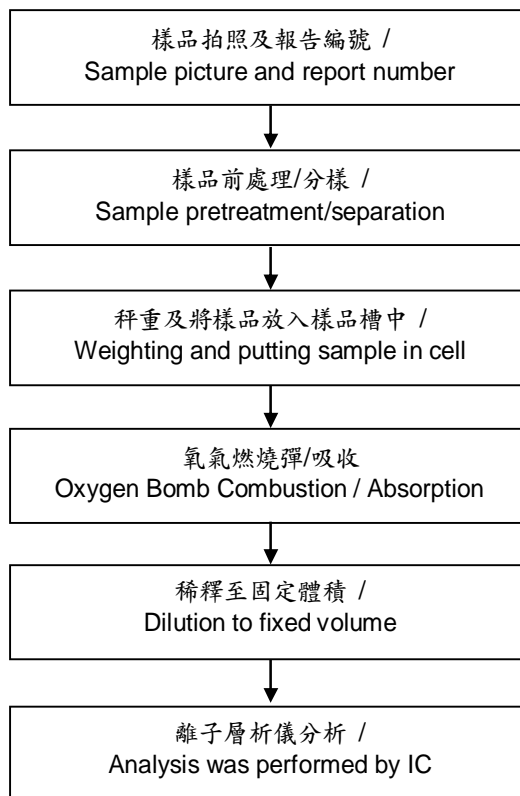 樣品拍照及報告編號 /
Sample picture and report number
樣品前處理/分樣 /
Sample pretreatment/separation
秤重及將樣品放入樣品槽中 /
Weighting and putting sample in cell
氧氣燃燒彈/吸收
Oxygen Bomb Combustion / Absorption
稀釋至固定體積 /
Dilution to fixed volume
離子層析儀分析 /
Analysis was performed by IC